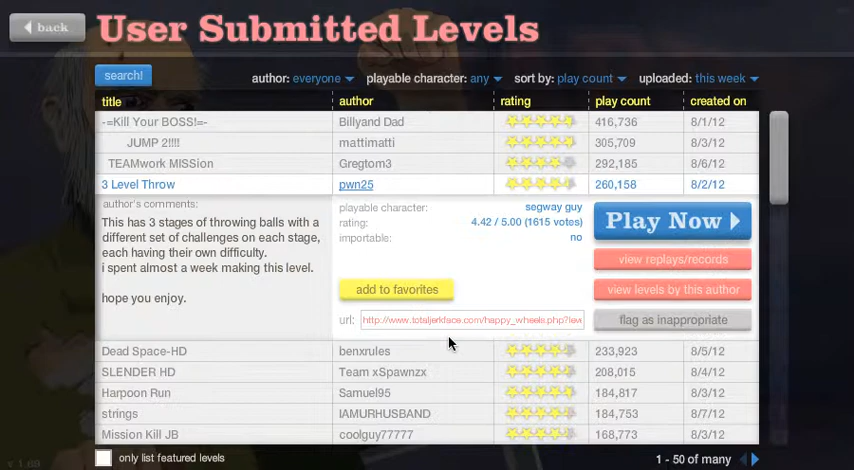 back
User Submitted Levels
search! author: everyone playable character: any sort by: play count uploaded: this week
title author rating play count created on
-=Kill Your BOSS!=- Billyand Dad 416,736 8/1/12
JUMP 2!!!! mattimatti 305,709 8/3/12
TEAMwork MISSion Gregtom3 292,185 8/6/12
3 Level Throw pwn25 260,158 8/2/12
author's comments:
This has 3 stages of throwing balls with a
different set of challenges on each stage,
each having their own difficulty.
i spent almost a week making this level.
hope you enjoy.
playable character: segway guy
rating: 4.42 / 5.00 (1615 votes)
importable: no
add to favorites
url: http://www.totaljerkface.com/happy_wheels.php?lev
Play Now
view replays/records
view levels by this author
flag as inappropriate
Dead Space-HD benxrules 233,923 8/5/12
SLENDER HD Team xSpawnzx 208,015 8/4/12
Harpoon Run Samuel95 184,817 8/3/12
strings IAMURHUSBAND 184,753 8/7/12
Mission Kill JB coolguy77777 168,773 8/3/12
only list featured levels 1 - 50 of many
v 1.69